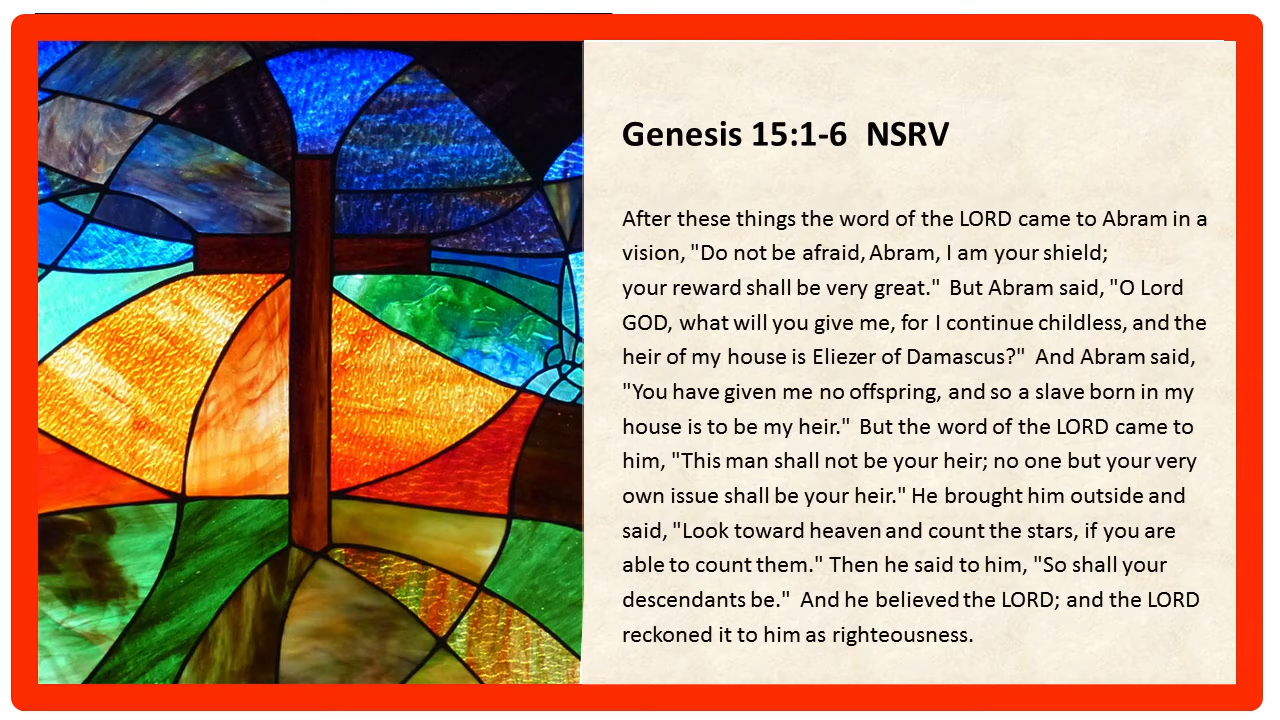 Genesis 15:1-6  NSRV
After these things the word of the LORD came to Abram in a
vision, "Do not be afraid, Abram, I am your shield;
your reward shall be very great."  But Abram said, "O Lord
GOD, what will you give me, for I continue childless, and the
heir of my house is Eliezer of Damascus?"  And Abram said,
"You have given me no offspring, and so a slave born in my
house is to be my heir."  But the word of the LORD came to
him, "This man shall not be your heir; no one but your very
own issue shall be your heir." He brought him outside and
said, "Look toward heaven and count the stars, if you are
able to count them." Then he said to him, "So shall your
descendants be."  And he believed the LORD; and the LORD
reckoned it to him as righteousness.